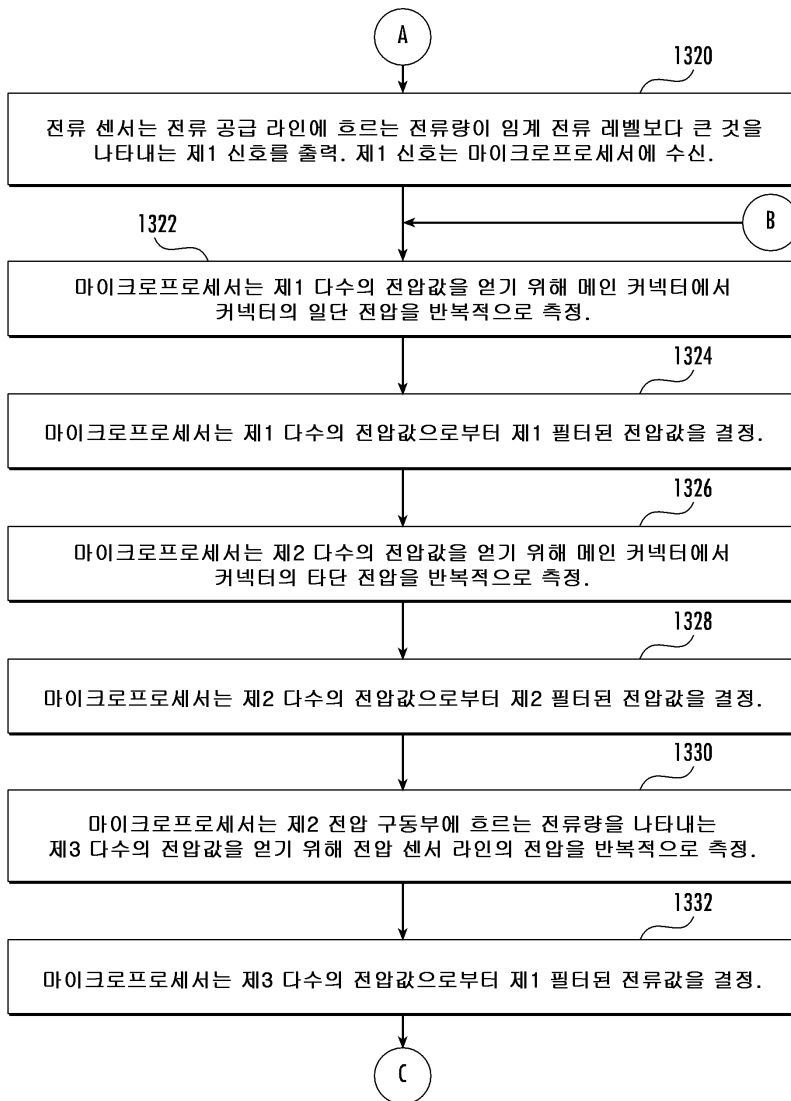 A
1320
전류 센서는 전류 공급 라인에 흐르는 전류량이 임계 전류 레벨보다 큰 것을
나타내는 제1 신호를 출력. 제1 신호는 마이크로프로세서에 수신.
B
1322
마이크로프로세서는 제1 다수의 전압값을 얻기 위해 메인 커넥터에서
커넥터의 일단 전압을 반복적으로 측정.
1324
마이크로프로세서는 제1 다수의 전압값으로부터 제1 필터된 전압값을 결정.
1326
마이크로프로세서는 제2 다수의 전압값을 얻기 위해 메인 커넥터에서
커넥터의 타단 전압을 반복적으로 측정.
1328
마이크로프로세서는 제2 다수의 전압값으로부터 제2 필터된 전압값을 결정.
1330
마이크로프로세서는 제2 전압 구동부에 흐르는 전류량을 나타내는
제3 다수의 전압값을 얻기 위해 전압 센서 라인의 전압을 반복적으로 측정.
1332
마이크로프로세서는 제3 다수의 전압값으로부터 제1 필터된 전류값을 결정.
C